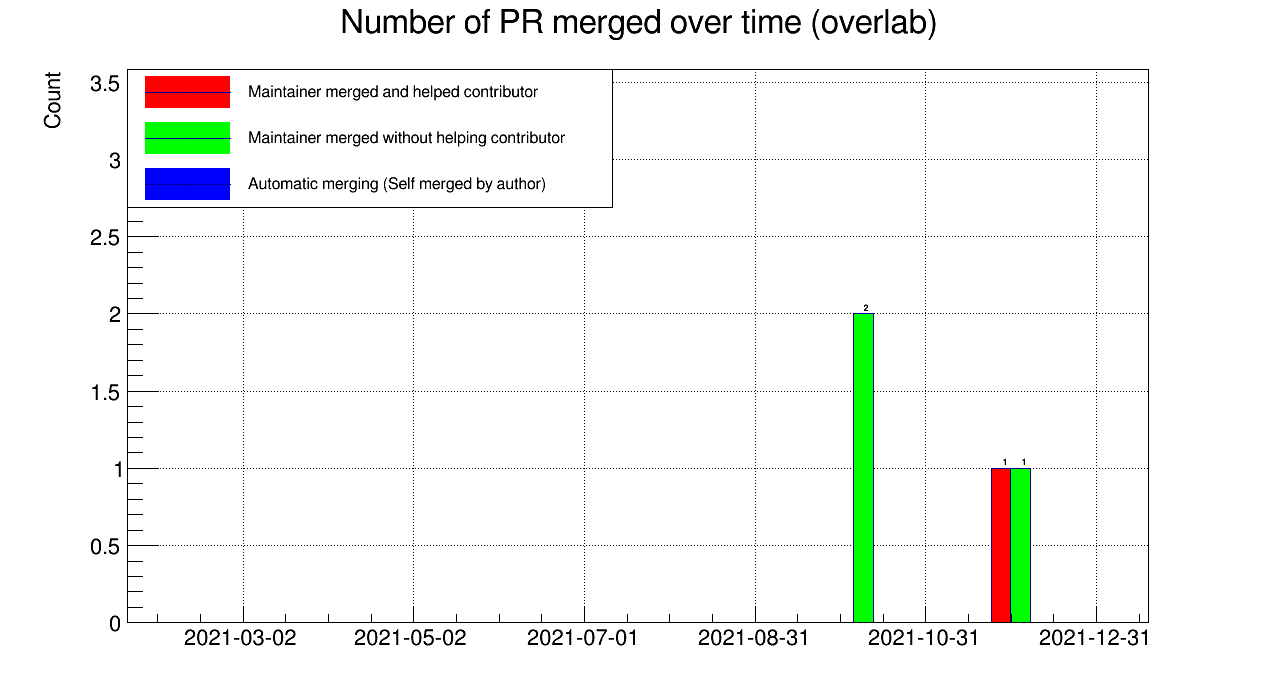 Number of PR merged over time (overlab)
Count
Maintainer merged and helped contributor
Maintainer merged without helping contributor
Automatic merging (Self merged by author)
3.5
3
2.5
2
1.5
1
0.5
0
2
1 1
2021-03-02 2021-05-02 2021-07-01 2021-08-31 2021-10-31 2021-12-31